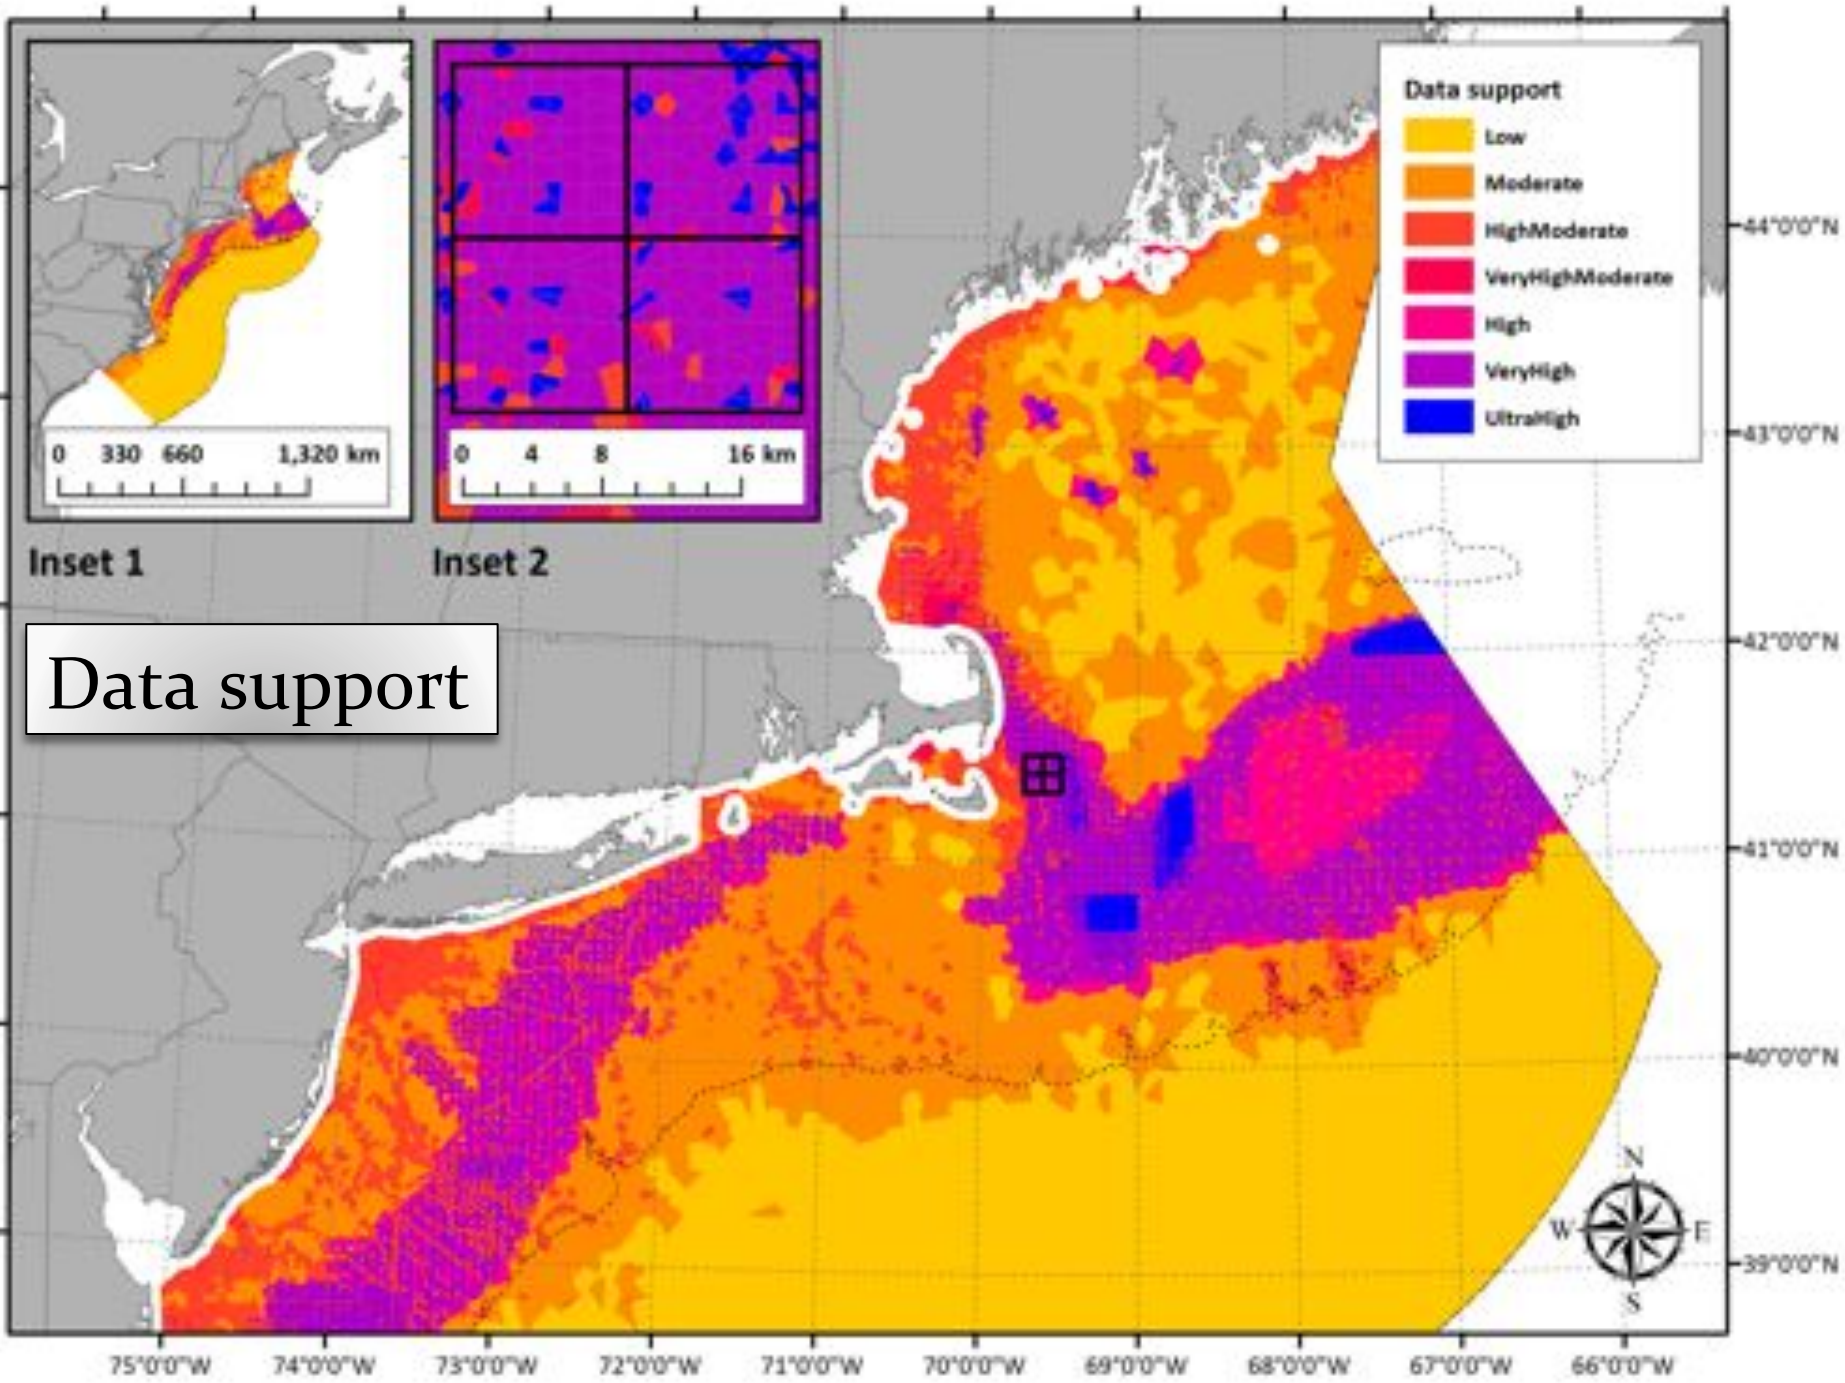 Data support
Low
Moderate
HighModerate
VeryHighModerate
High
VeryHigh
UltraHigh
0 330 660 1,320 km
0 4 8 16 km
Inset 1
Inset 2
Data support
44°0'0"N
43°0'0"N
42°0'0"N
41°0'0"N
40°0'0"N
39°0'0"N
N
W E
S
75°0'0"W 74°0'0"W 73°0'0"W 72°0'0"W 71°0'0"W 70°0'0"W 69°0'0"W 68°0'0"W 67°0'0"W 66°0'0"W